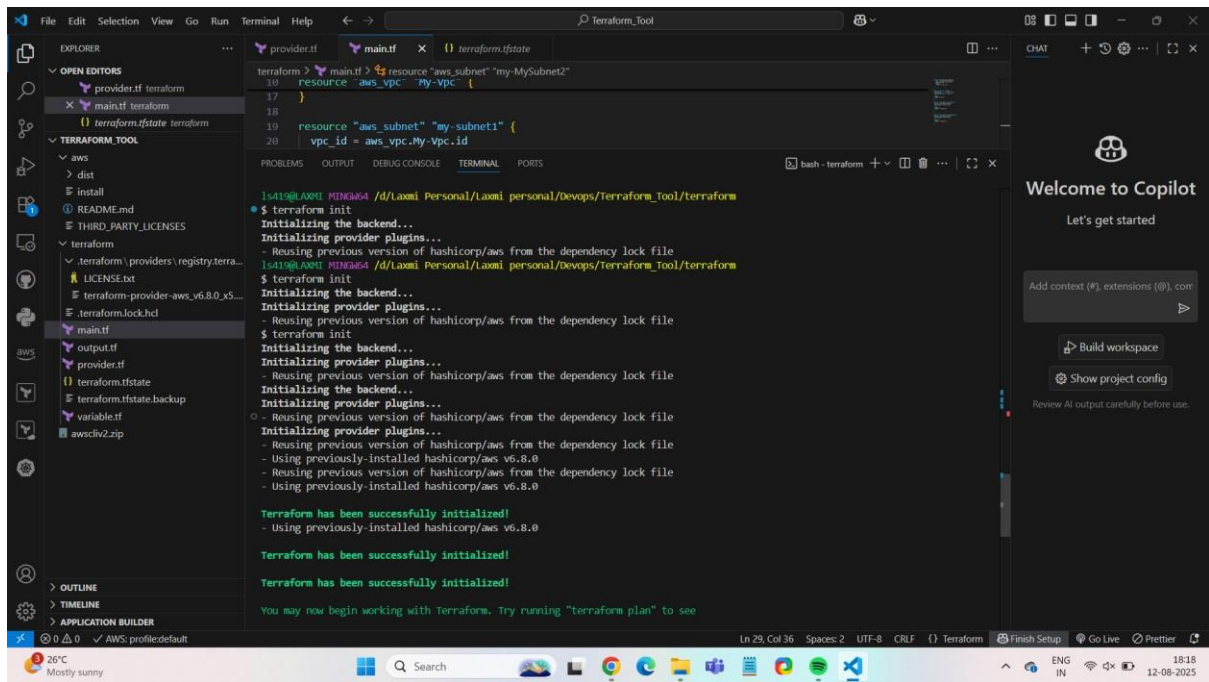 File Edit Selection View Go Run Terminal Help
Terraform_Tool
EXPLORER
OPEN EDITORS
provider.tf terraform
main.tf terraform
{} terraform.tfstate terraform
TERRAFORM_TOOL
aws
dist
install
README.md
THIRD_PARTY_LICENSES
terraform
.terraform \ providers \ registry.terra...
LICENSE.txt
terraform-provider-aws_v6.8.0_x5....
.terraform.lock.hcl
main.tf
output.tf
provider.tf
{} terraform.tfstate
terraform.tfstate.backup
variable.tf
awscliv2.zip
OUTLINE
TIMELINE
APPLICATION BUILDER
provider.tf main.tf {} terraform.tfstate
terraform > main.tf > resource "aws_subnet" "my-MySubnet2"
resource "aws_vpc" "My-Vpc" {
17 }
18
19 resource "aws_subnet" "my-subnet1" {
20 vpc_id = aws_vpc.My-Vpc.id
PROBLEMS OUTPUT DEBUG CONSOLE TERMINAL PORTS
bash - terraform
ls419@LAXMI MINGW64 /d/Laxmi Personal/Laxmi personal/Devops/Terraform_Tool/terraform
$ terraform init
Initializing the backend...
Initializing provider plugins...
- Reusing previous version of hashicorp/aws from the dependency lock file
ls419@LAXMI MINGW64 /d/Laxmi Personal/Laxmi personal/Devops/Terraform_Tool/terraform
$ terraform init
Initializing the backend...
Initializing provider plugins...
- Reusing previous version of hashicorp/aws from the dependency lock file
$ terraform init
Initializing the backend...
Initializing provider plugins...
- Reusing previous version of hashicorp/aws from the dependency lock file
Initializing the backend...
Initializing provider plugins...
- Reusing previous version of hashicorp/aws from the dependency lock file
Initializing provider plugins...
- Reusing previous version of hashicorp/aws from the dependency lock file
- Using previously-installed hashicorp/aws v6.8.0
- Reusing previous version of hashicorp/aws from the dependency lock file
- Using previously-installed hashicorp/aws v6.8.0
Terraform has been successfully initialized!
- Using previously-installed hashicorp/aws v6.8.0
Terraform has been successfully initialized!
Terraform has been successfully initialized!
You may now begin working with Terraform. Try running "terraform plan" to see
CHAT
Welcome to Copilot
Let's get started
Add context (#), extensions (@), com
Build workspace
Show project config
Review AI output carefully before use.
aws
1
0 0 AWS: profile:default
Ln 29, Col 36 Spaces: 2 UTF-8 CRLF {} Terraform Finish Setup Go Live Prettier
3
26°C
Mostly sunny
Search
ENG
IN
18:18
12-08-2025